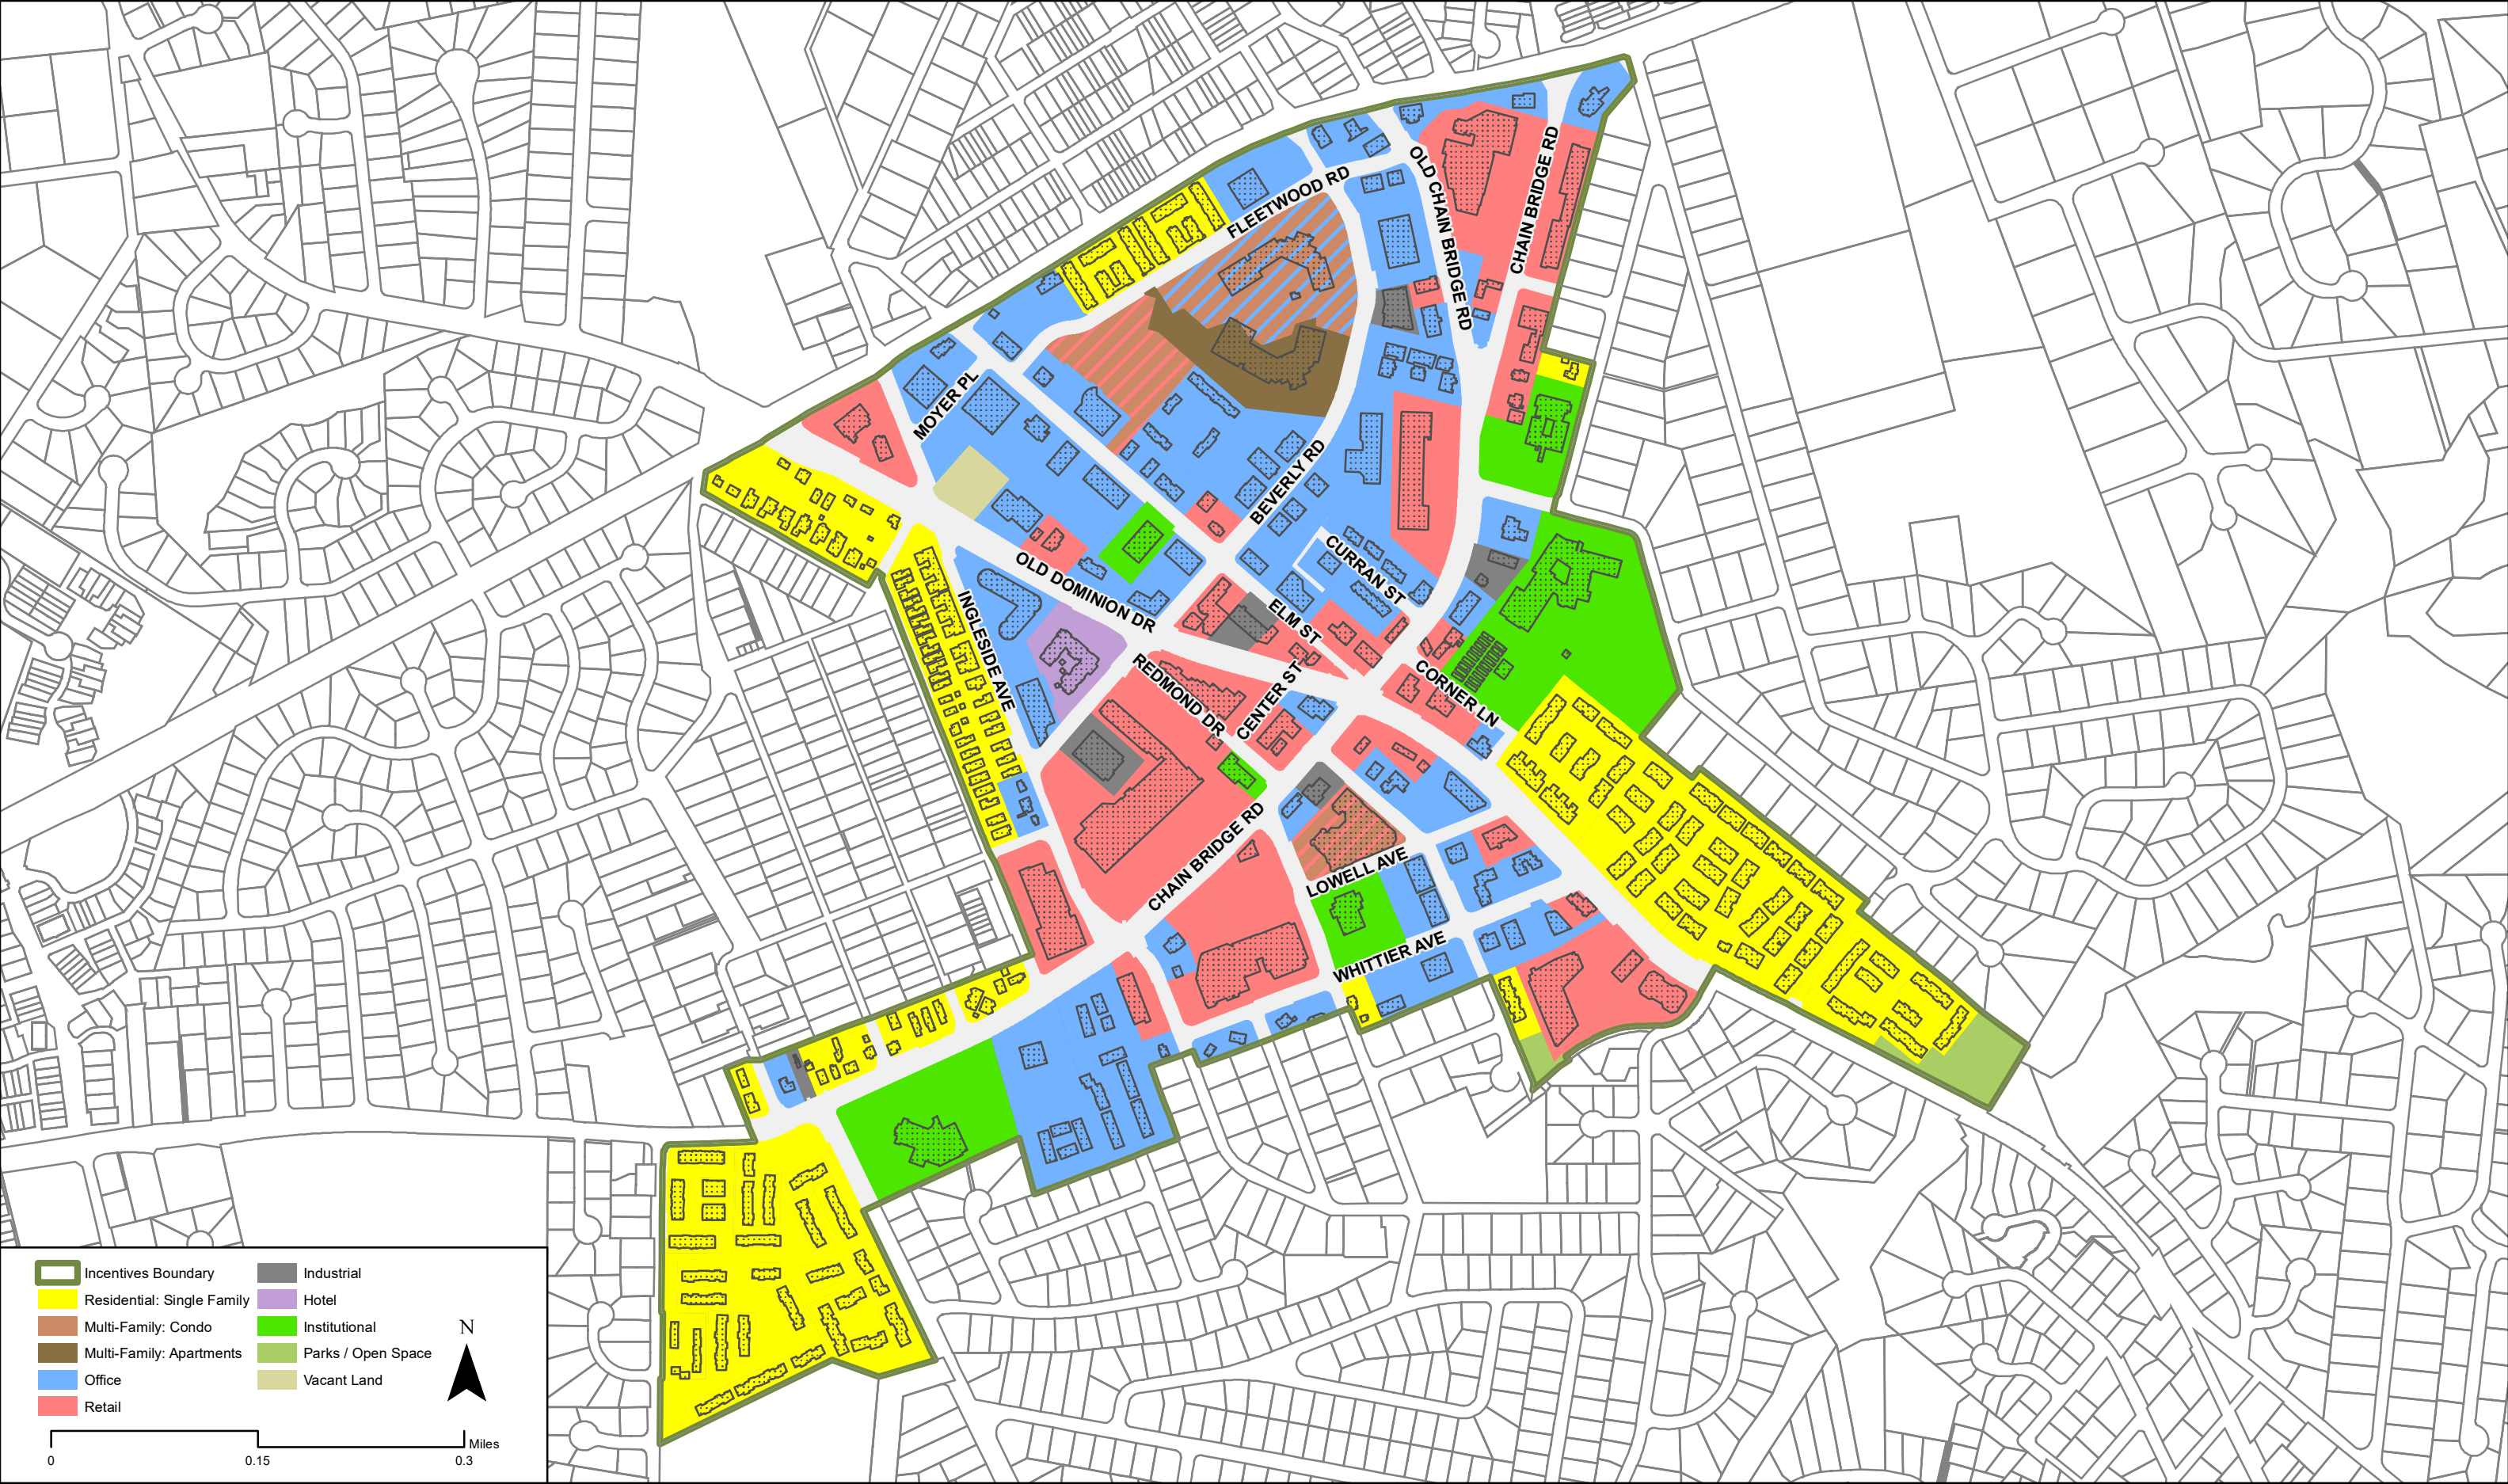 FLEETWOOD RD
OLD CHAIN BRIDGE RD
CHAIN BRIDGE RD
MOYER PL
BEVERLY RD
CURRAN ST
OLD DOMINION DR
ELM ST
INGLESIDE AVE
REDMOND DR
CENTER ST
CORNER LN
CHAIN BRIDGE RD
LOWELL AVE
WHITTIER AVE
Incentives Boundary
Residential: Single Family
Multi-Family: Condo
Multi-Family: Apartments
Office
Retail
Industrial
Hotel
Institutional
Parks / Open Space
Vacant Land
N
Miles
0 0.15 0.3